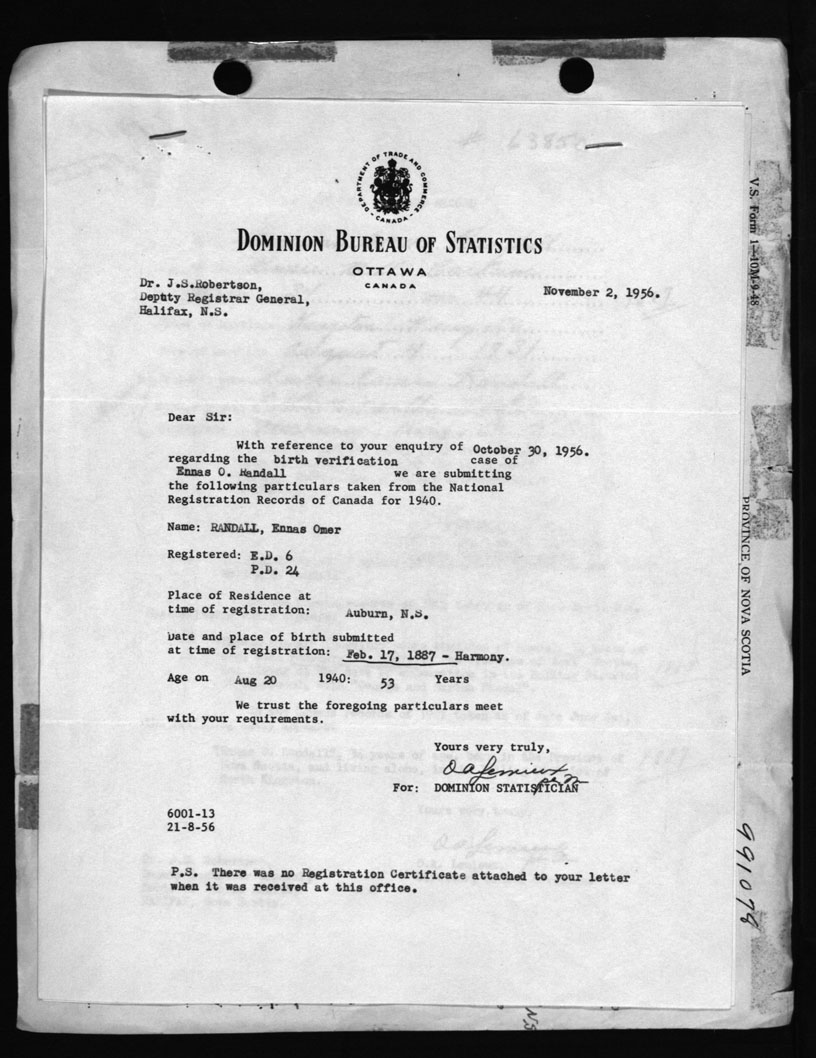 DEPARTMENT OF TRADE AND COMMERCE
- CANADA -
DOMINION BUREAU OF STATISTICS
OTTAWA
CANADA
Dr. J.S.Robertson,
Deputy Registrar General,
Halifax, N.S.
November 2, 1956.
Dear Sir:
With reference to your enquiry of October 30, 1956.
regarding the birth verification case of
Ennas O. Randall we are submitting
the following particulars taken from the National
Registration Records of Canada for 1940.
Name: RANDALL, Ennas Omer
Registered: E.D. 6
P.D. 24
Place of Residence at
time of registration: Auburn, N.S.
Date and place of birth submitted
at time of registration: Feb. 17, 1887 - Harmony.
Age on Aug 20 1940: 53 Years
We trust the foregoing particulars meet
with your requirements.
Yours very truly,
O A Lemieux
For: DOMINION STATISTICIAN
6001-13
21-8-56
P.S. There was no Registration Certificate attached to your letter
when it was received at this office.
V.S. Form 1-10M-9-48
PROVINCE OF NOVA SCOTIA
991079